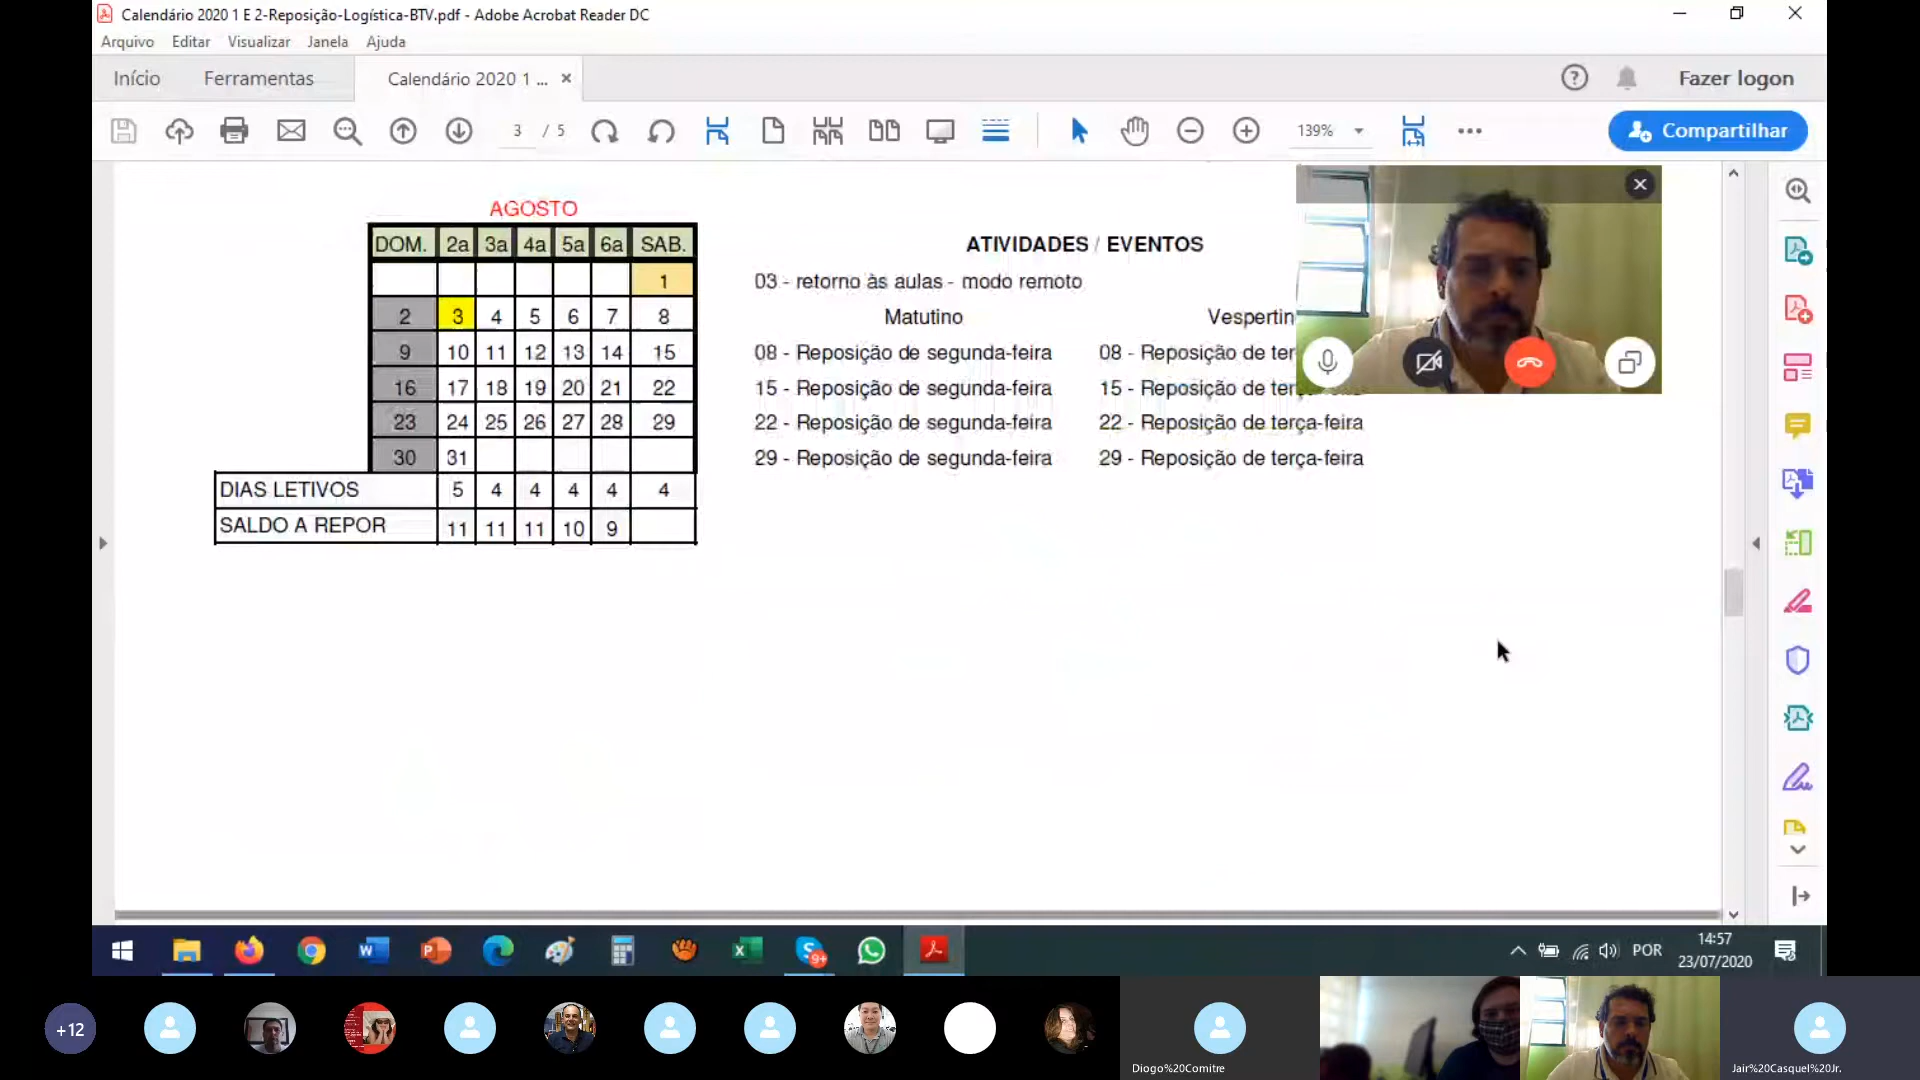 Calendário 2020 1 E 2-Reposição-Logística-BTV.pdf - Adobe Acrobat Reader DC
Arquivo Editar Visualizar Janela Ajuda
Início Ferramentas Calendário 2020 1 ... Fazer logon
3 / 5 139% Compartilhar
AGOSTO
DOM. 2a 3a 4a 5a 6a SAB.
1
2 3 4 5 6 7 8
9 10 11 12 13 14 15
16 17 18 19 20 21 22
23 24 25 26 27 28 29
30 31
DIAS LETIVOS 5 4 4 4 4 4
SALDO A REPOR 11 11 11 10 9
ATIVIDADES / EVENTOS
03 - retorno às aulas - modo remoto
Matutino Vespertin
08 - Reposição de segunda-feira 08 - Reposição de ter
15 - Reposição de segunda-feira 15 - Reposição de terç
22 - Reposição de segunda-feira 22 - Reposição de terça-feira
29 - Reposição de segunda-feira 29 - Reposição de terça-feira
9+ POR 14:57
23/07/2020
+12
Diogo%20Comitre Jair%20Casquel%20Jr.